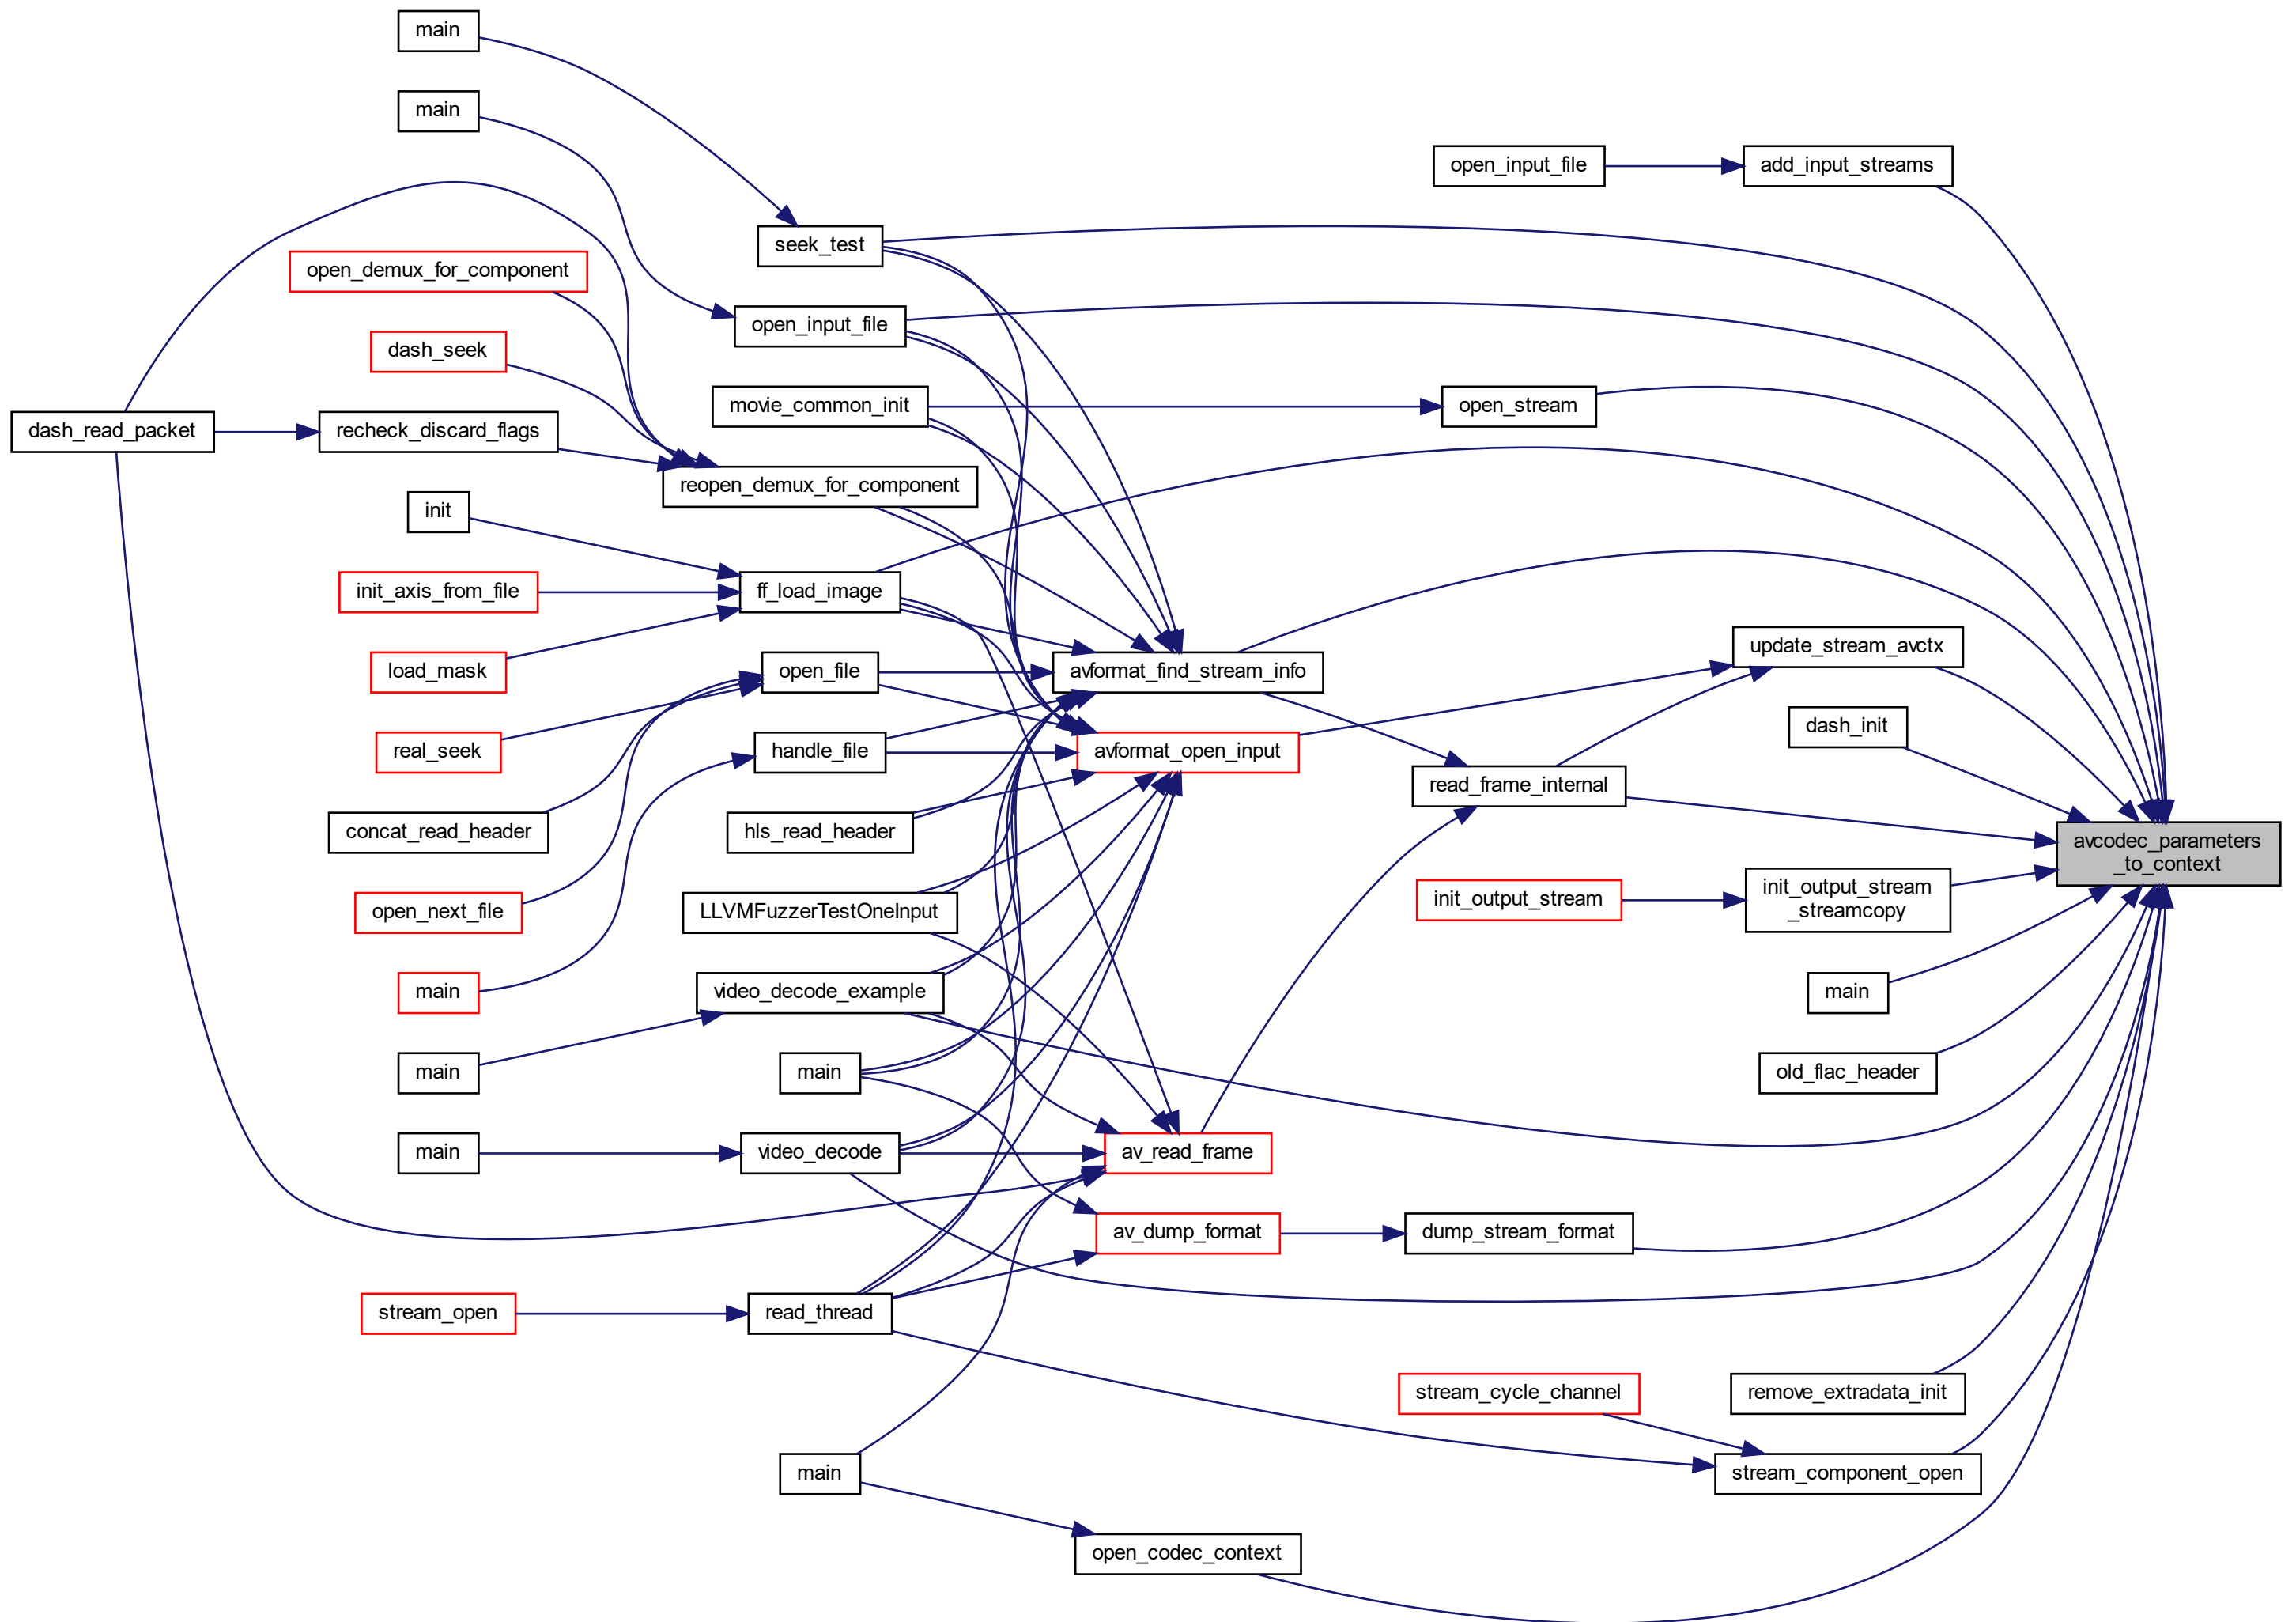 main
main
open_input_file
add_input_streams
seek_test
open_demux_for_component
open_input_file
dash_seek
movie_common_init
open_stream
dash_read_packet
recheck_discard_flags
reopen_demux_for_component
init
init_axis_from_file
ff_load_image
update_stream_avctx
load_mask
open_file
avformat_find_stream_info
dash_init
real_seek
handle_file
avformat_open_input
read_frame_internal
concat_read_header
hls_read_header
avcodec_parameters
_to_context
open_next_file
LLVMFuzzerTestOneInput
init_output_stream
init_output_stream
_streamcopy
main
video_decode_example
main
main
main
old_flac_header
main
video_decode
av_read_frame
av_dump_format
dump_stream_format
stream_open
read_thread
stream_cycle_channel
remove_extradata_init
main
stream_component_open
open_codec_context